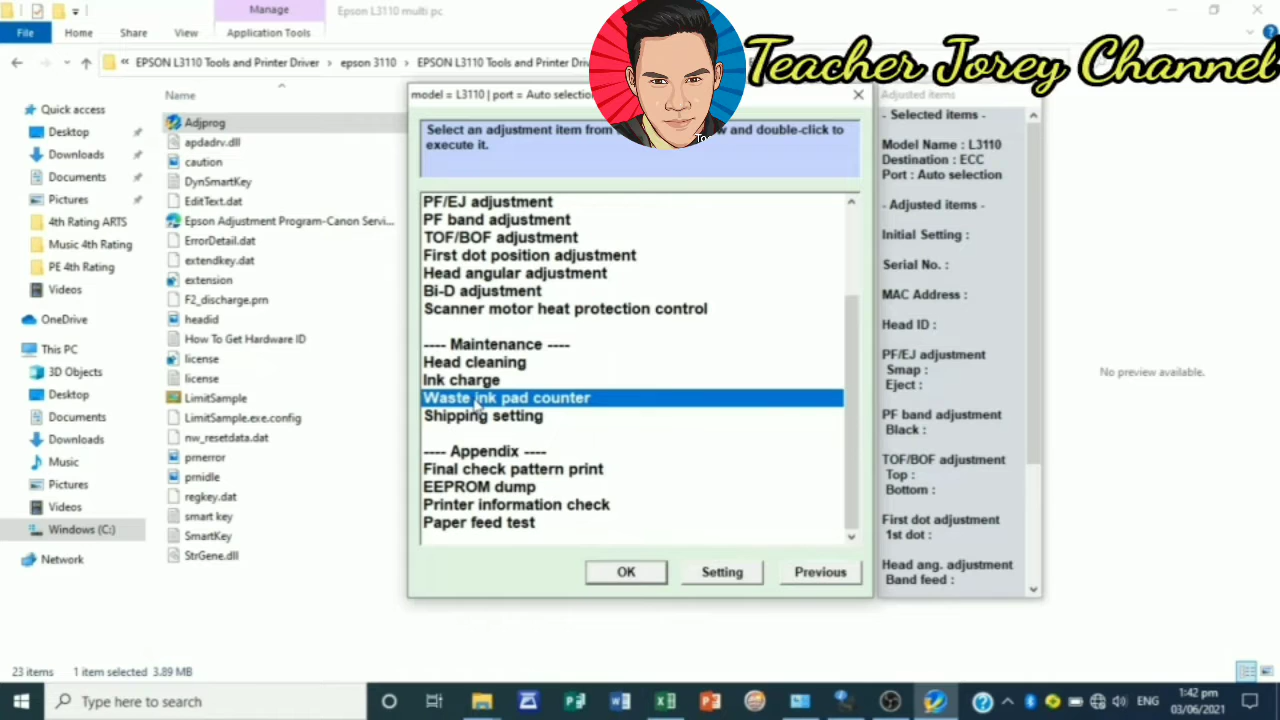 Manage
Epson L3110 multi pc
File
Home
Share
View
Application Tools
Teacher Jorey Channel
EPSON L3110 Tools and Printer Driver
epson 3110
EPSON L3110 Tools and Printer
Quick access
Desktop
Downloads
Documents
Pictures
4th Rating ARTS
Music 4th Rating
PE 4th Rating
Videos
OneDrive
This PC
3D Objects
Desktop
Documents
Downloads
Music
Pictures
Videos
Windows (C:)
Network
Name
Adjprog
apdadrv.dll
caution
DynSmartKey
EditText.dat
Epson Adjustment Program-Canon Servi...
ErrorDetail.dat
extendkey.dat
extension
F2_discharge.prn
headid
How To Get Hardware ID
license
license
LimitSample
LimitSample.exe.config
nw_resetdata.dat
prnerror
prnidle
regkey.dat
smart key
SmartKey
StrGene.dll
model = L3110 | port = Auto selection
Select an adjustment item from and double-click to
execute it.
PF/EJ adjustment
PF band adjustment
TOF/BOF adjustment
First dot position adjustment
Head angular adjustment
Bi-D adjustment
Scanner motor heat protection control
---- Maintenance ----
Head cleaning
Ink charge
Waste ink pad counter
Shipping setting
---- Appendix ----
Final check pattern print
EEPROM dump
Printer information check
Paper feed test
OK
Setting
Previous
Adjusted items
- Selected items -
Model Name : L3110
Destination : ECC
Port : Auto selection
- Adjusted items -
Initial Setting :
Serial No. :
MAC Address :
Head ID :
PF/EJ adjustment
Smap :
Eject :
PF band adjustment
Black :
TOF/BOF adjustment
Top :
Bottom :
First dot adjustment
1st dot :
Head ang. adjustment
Band feed :
No preview available.
23 items
1 item selected 3.89 MB
Type here to search
ENG
1:42 pm
03/06/2021